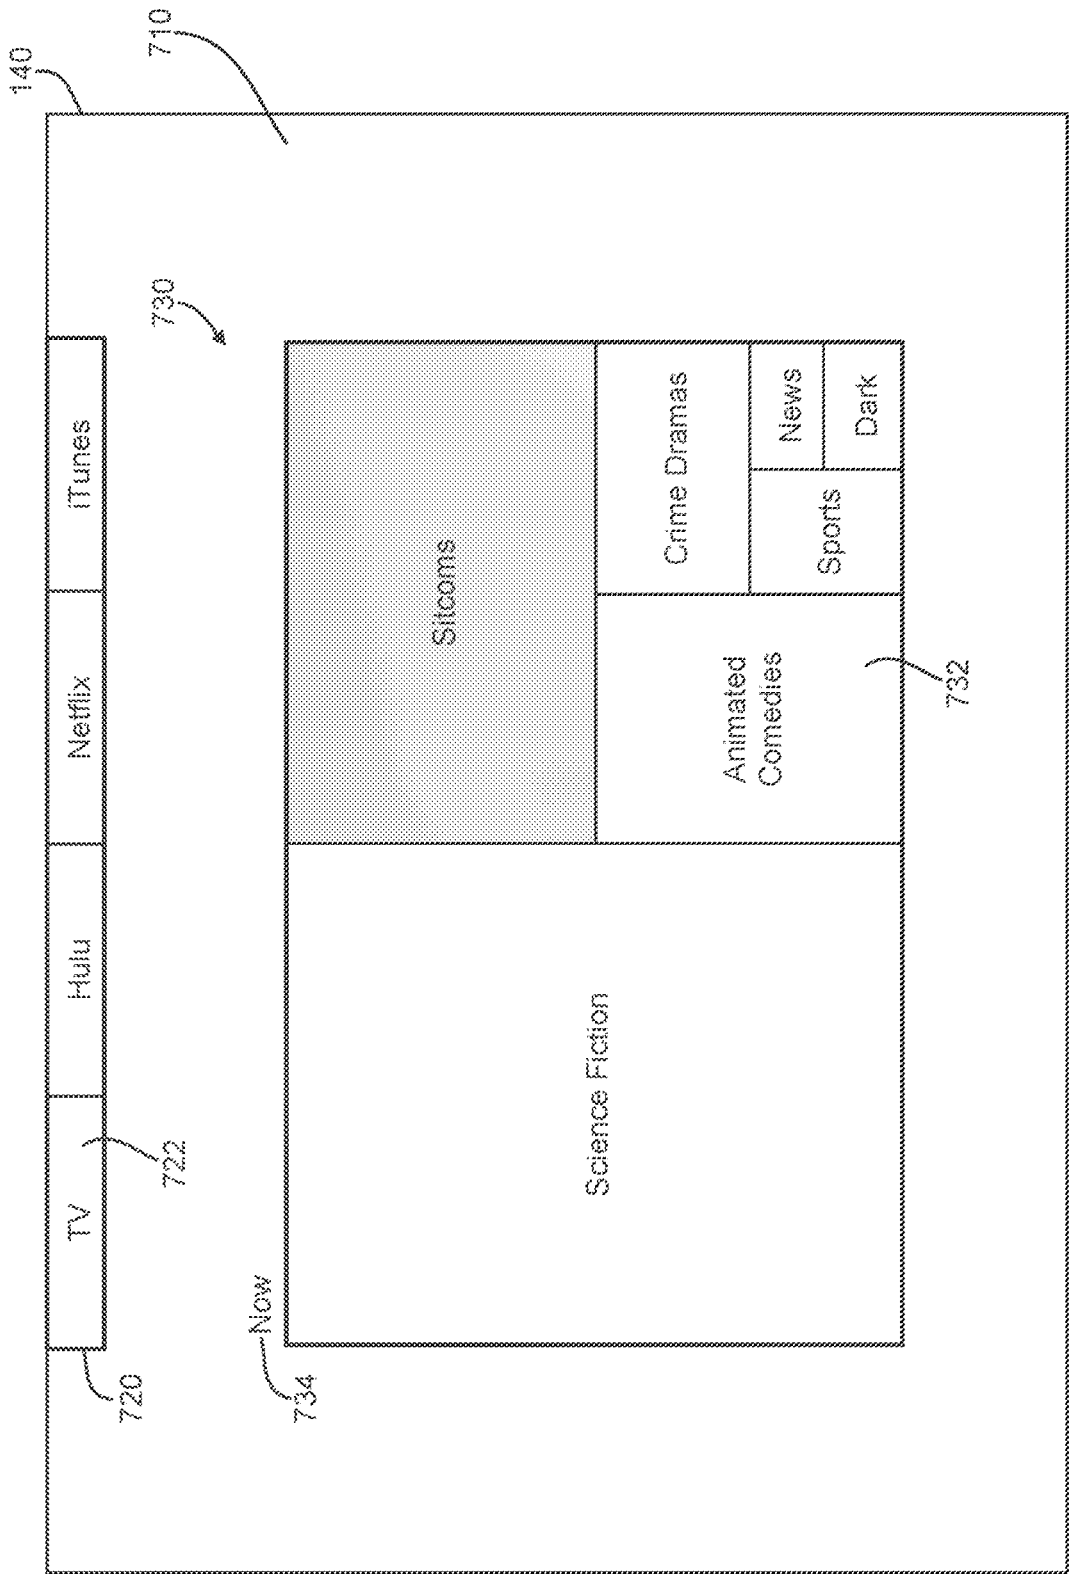 140
710
730
TV
Hulu
Netflix
iTunes
722
720
Now
734
Science Fiction
Sitcoms
Animated
Comedies
Crime Dramas
Sports
News
Dark
732